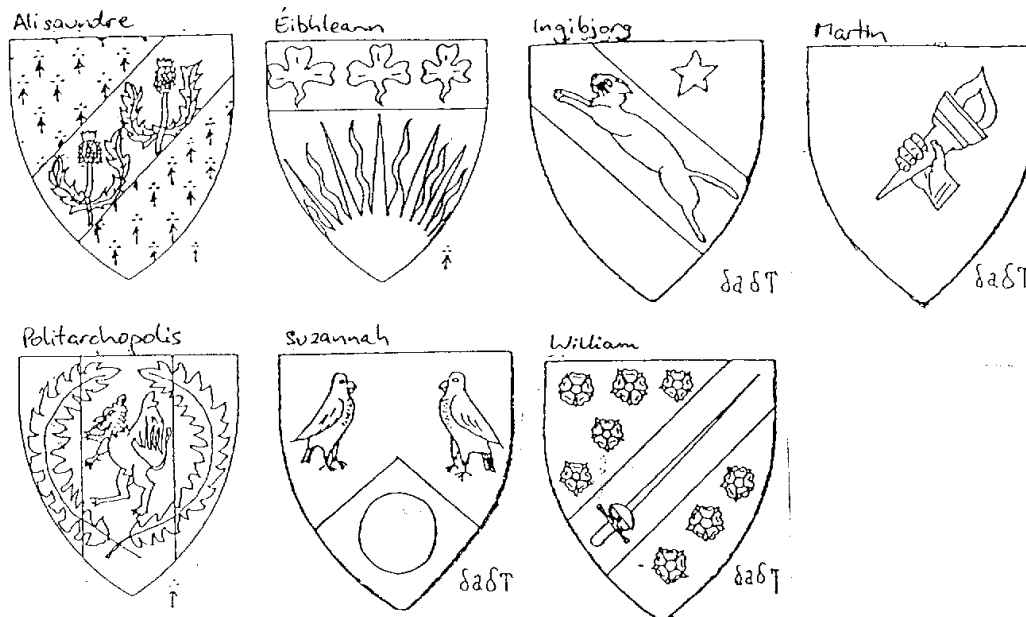 Alisaundre
Éibhleann
Ingibjorg
Martin
δaδT
δaδT
Politarchopolis
Suzannah
William
δaδT
δaδT